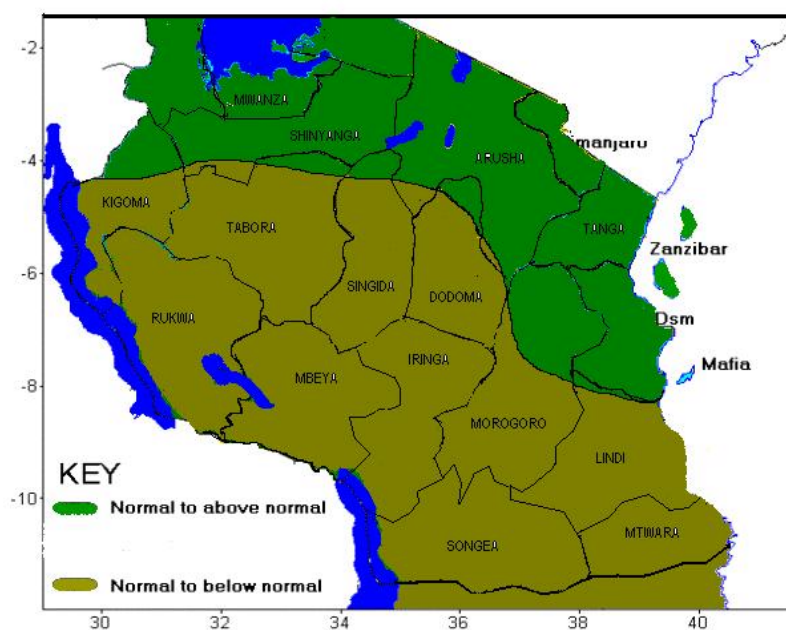 -2
MWANZA
SHINYANGA
ARUSHA
imanjaro
-4
KIGOMA
TABORA
TANGA
Zanzibar
SINGIDA
DODOMA
-6
RUKWA
Dsm
IRINGA
Mafia
MBEYA
-8
MOROGORO
LINDI
KEY
Normal to above normal
-10
MTWARA
SONGEA
Normal to below normal
30 32 34 36 38 40